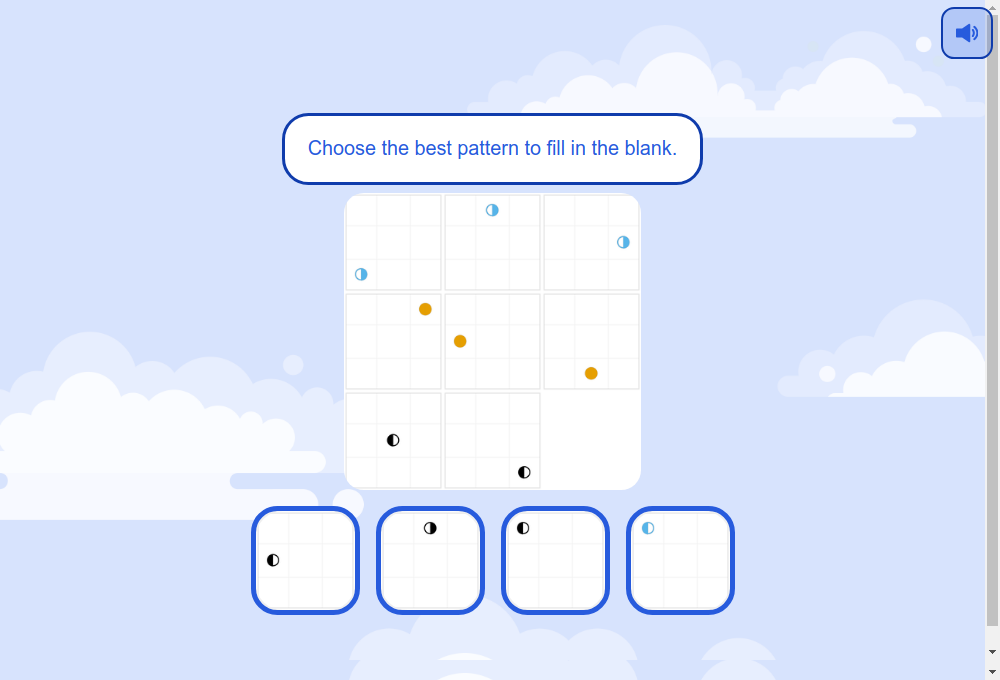 Choose the best pattern to fill in the blank.